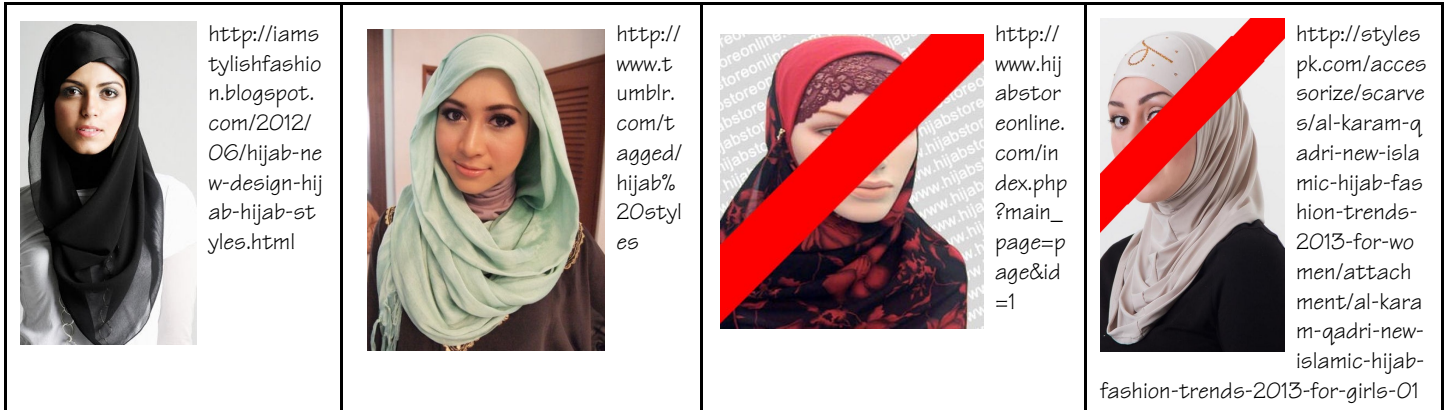 http://iams
tylishfashio
n.blogspot.
com/2012/
06/hijab-ne
w-design-hij
ab-hijab-st
yles.html
http://
www.t
umblr.
com/t
agged/
hijab%
20styl
es
http://
www.hij
abstor
eonline.
com/in
dex.php
?main_
page=p
age&id
=1
http://styles
pk.com/acces
sorize/scarve
s/al-karam-q
adri-new-isla
mic-hijab-fas
hion-trends-
2013-for-wo
men/attach
ment/al-kara
m-qadri-new-
islamic-hijab-
fashion-trends-2013-for-girls-01